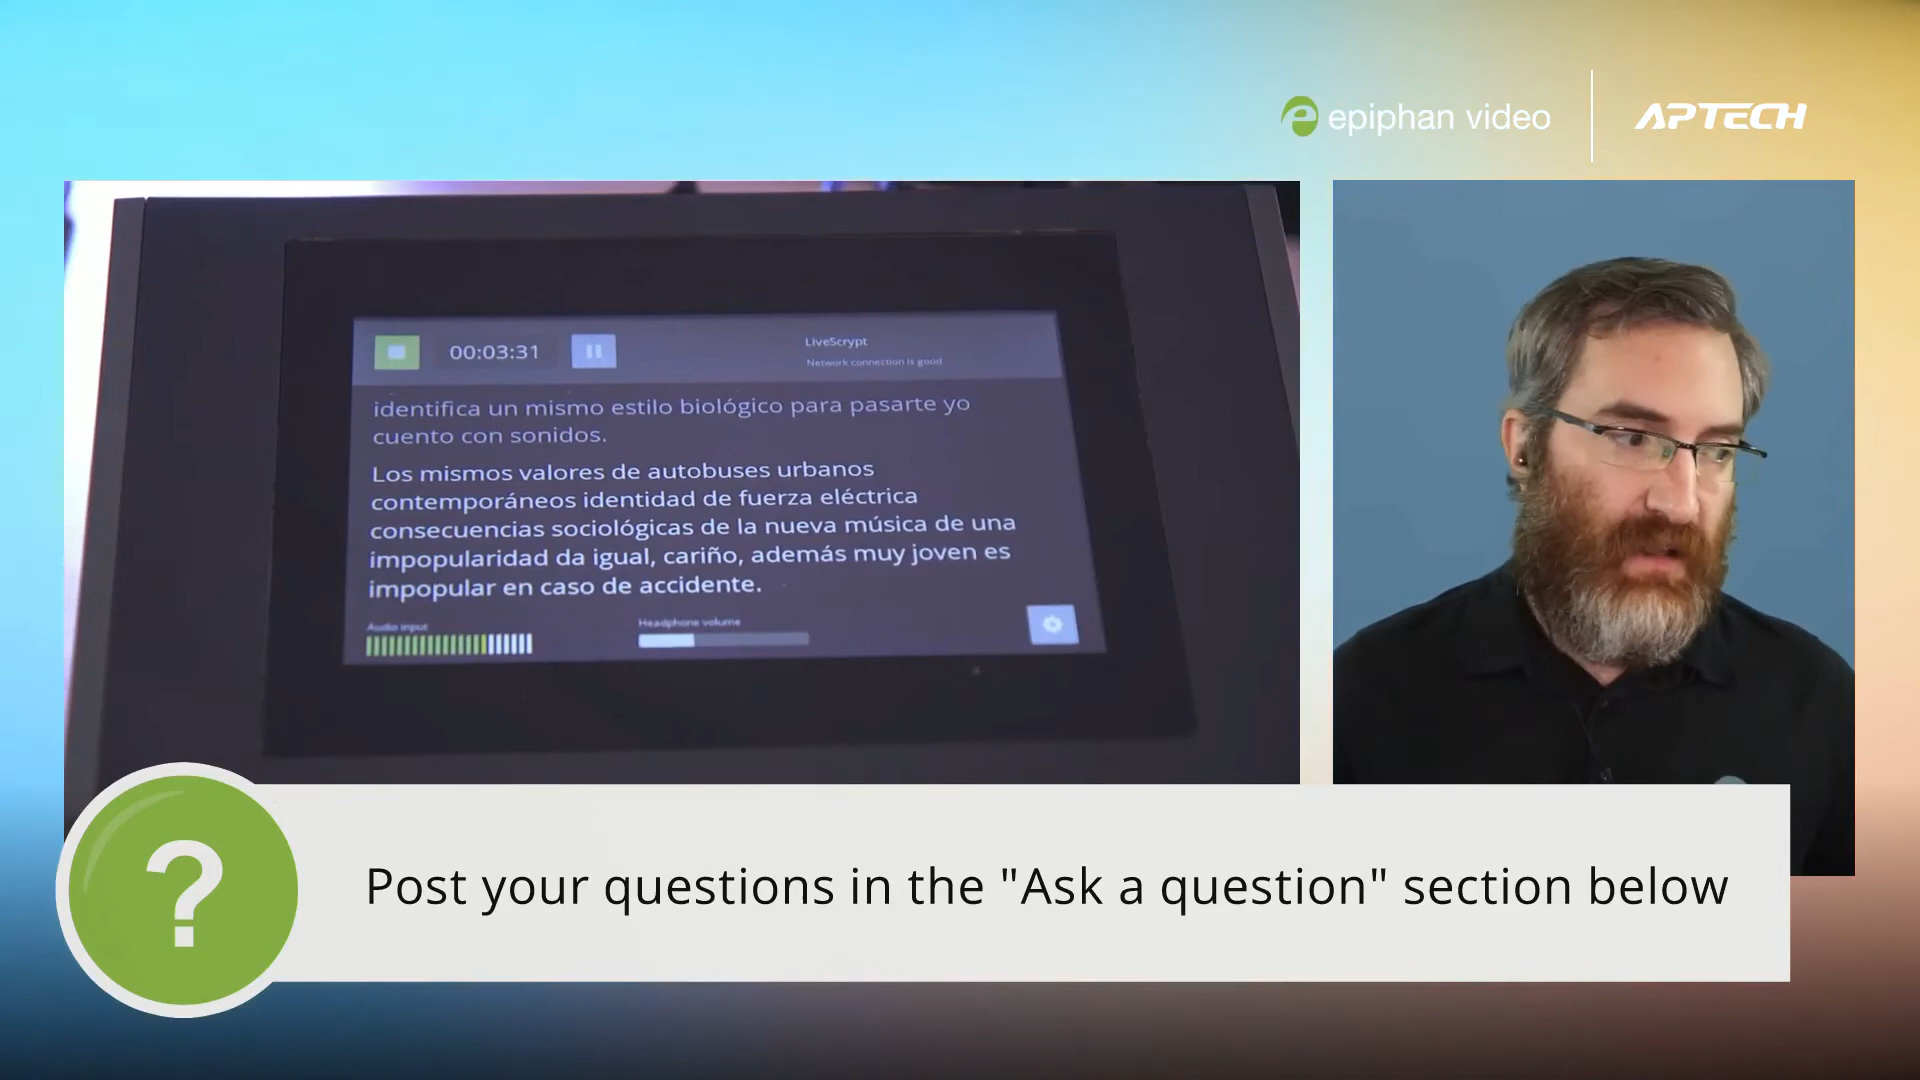 epiphan video
APTECH
00:03:31
LiveScrypt
Network connection is good
identifica un mismo estilo biológico para pasarte yo
cuento con sonidos.
Los mismos valores de autobuses urbanos
contemporáneos identidad de fuerza eléctrica
consecuencias sociológicas de la nueva música de una
impopularidad da igual, cariño, además muy joven es
impopular en caso de accidente.
Audio input
Headphone volume
?
Post your questions in the "Ask a question" section below